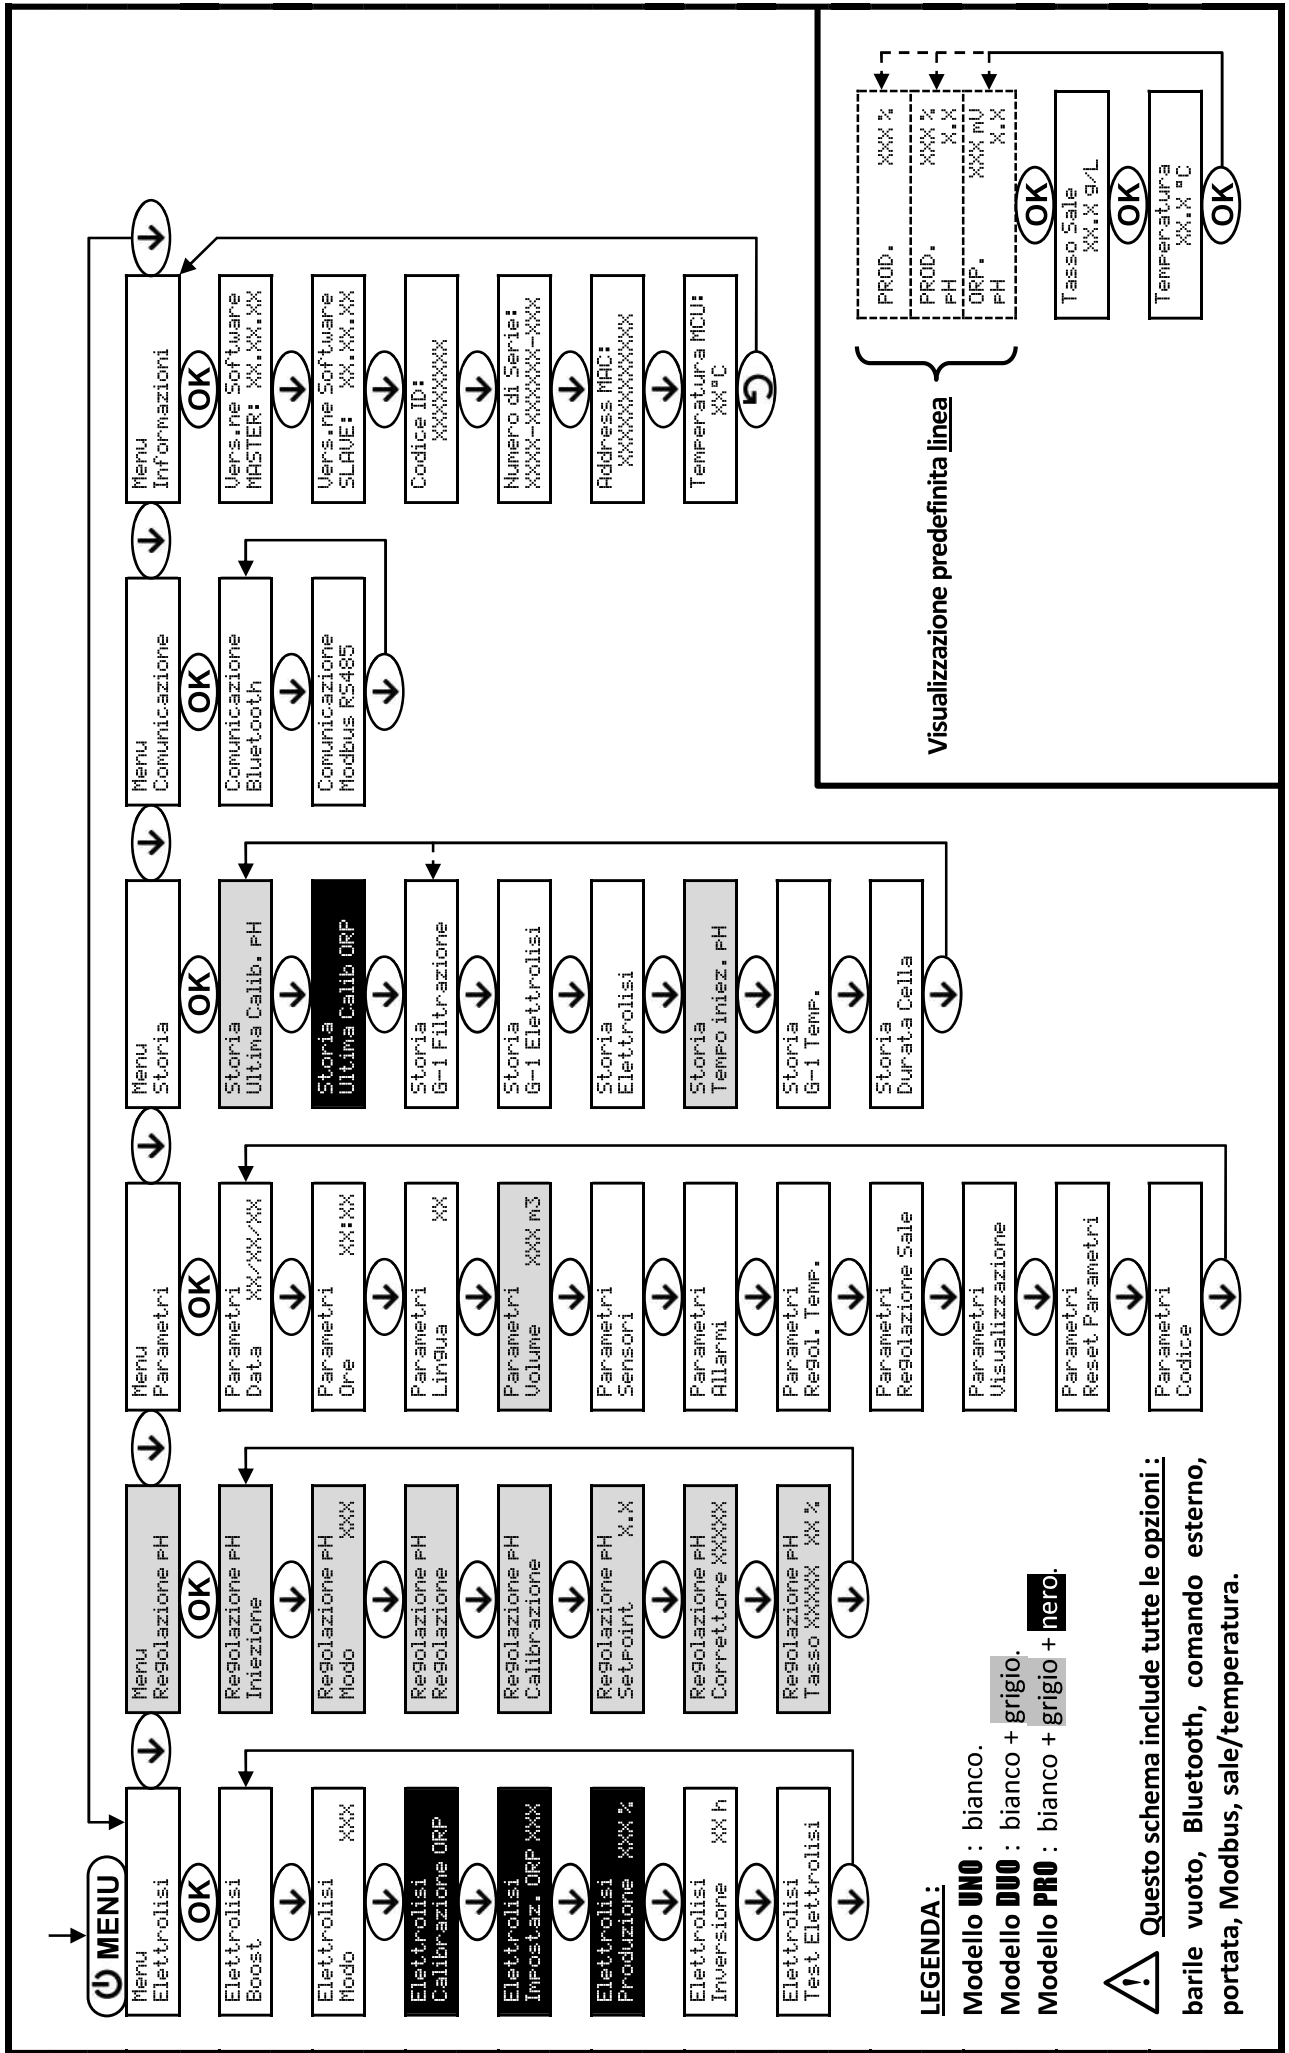 MENU
Menu
Elettrolisi
OK
Elettrolisi
Boost
Elettrolisi
Modo XXX
Elettrolisi
Calibrazione ORP
Elettrolisi
Impostaz. ORP XXX
Elettrolisi
Produzione XXX %
Elettrolisi
Inversione XX h
Elettrolisi
Test Elettrolisi
Menu
Regolazione pH
OK
Regolazione pH
Iniezione
Regolazione pH
Modo XXX
Regolazione pH
Regolazione
Regolazione pH
Calibrazione
Regolazione pH
Setpoint X.X
Regolazione pH
Correttore XXXXX
Regolazione pH
Tasso XXXXX XX %
Menu
Parametri
OK
Parametri
Data XX/XX/XX
Parametri
Ore XX:XX
Parametri
Lingua XX
Parametri
Volume XXX m3
Parametri
Sensori
Parametri
Allarmi
Parametri
Regol. Temp.
Parametri
Regolazione Sale
Parametri
Visualizzazione
Parametri
Reset Parametri
Parametri
Codice
Menu
Storia
OK
Storia
Ultima Calib. pH
Storia
Ultima Calib ORP
Storia
G-1 Filtrazione
Storia
G-1 Elettrolisi
Storia
Elettrolisi
Storia
Tempo iniez. pH
Storia
G-1 Temp.
Storia
Durata Cella
Menu
Comunicazione
OK
Comunicazione
Bluetooth
Comunicazione
Modbus RS485
Menu
Informazioni
OK
Vers.ne Software
MASTER: XX.XX.XX
Vers.ne Software
SLAVE: XX.XX.XX
Codice ID:
XXXXXXXX
Numero di Serie:
XXXX-XXXXXX-XXX
Address MAC:
XXXXXXXXXXXX
Temperatura MCU:
XX°C
LEGENDA :
Modello UNO : bianco.
Modello DUO : bianco + grigio.
Modello PRO : bianco + grigio + nero.
Questo schema include tutte le opzioni :
barile vuoto, Bluetooth, comando esterno,
portata, Modbus, sale/temperatura.
Visualizzazione predefinita linea
PROD. XXX %
PROD. XXX %
pH X.X
ORP. XXX mV
pH X.X
OK
Tasso Sale
XX.X g/L
OK
Temperatura
XX.X °C
OK